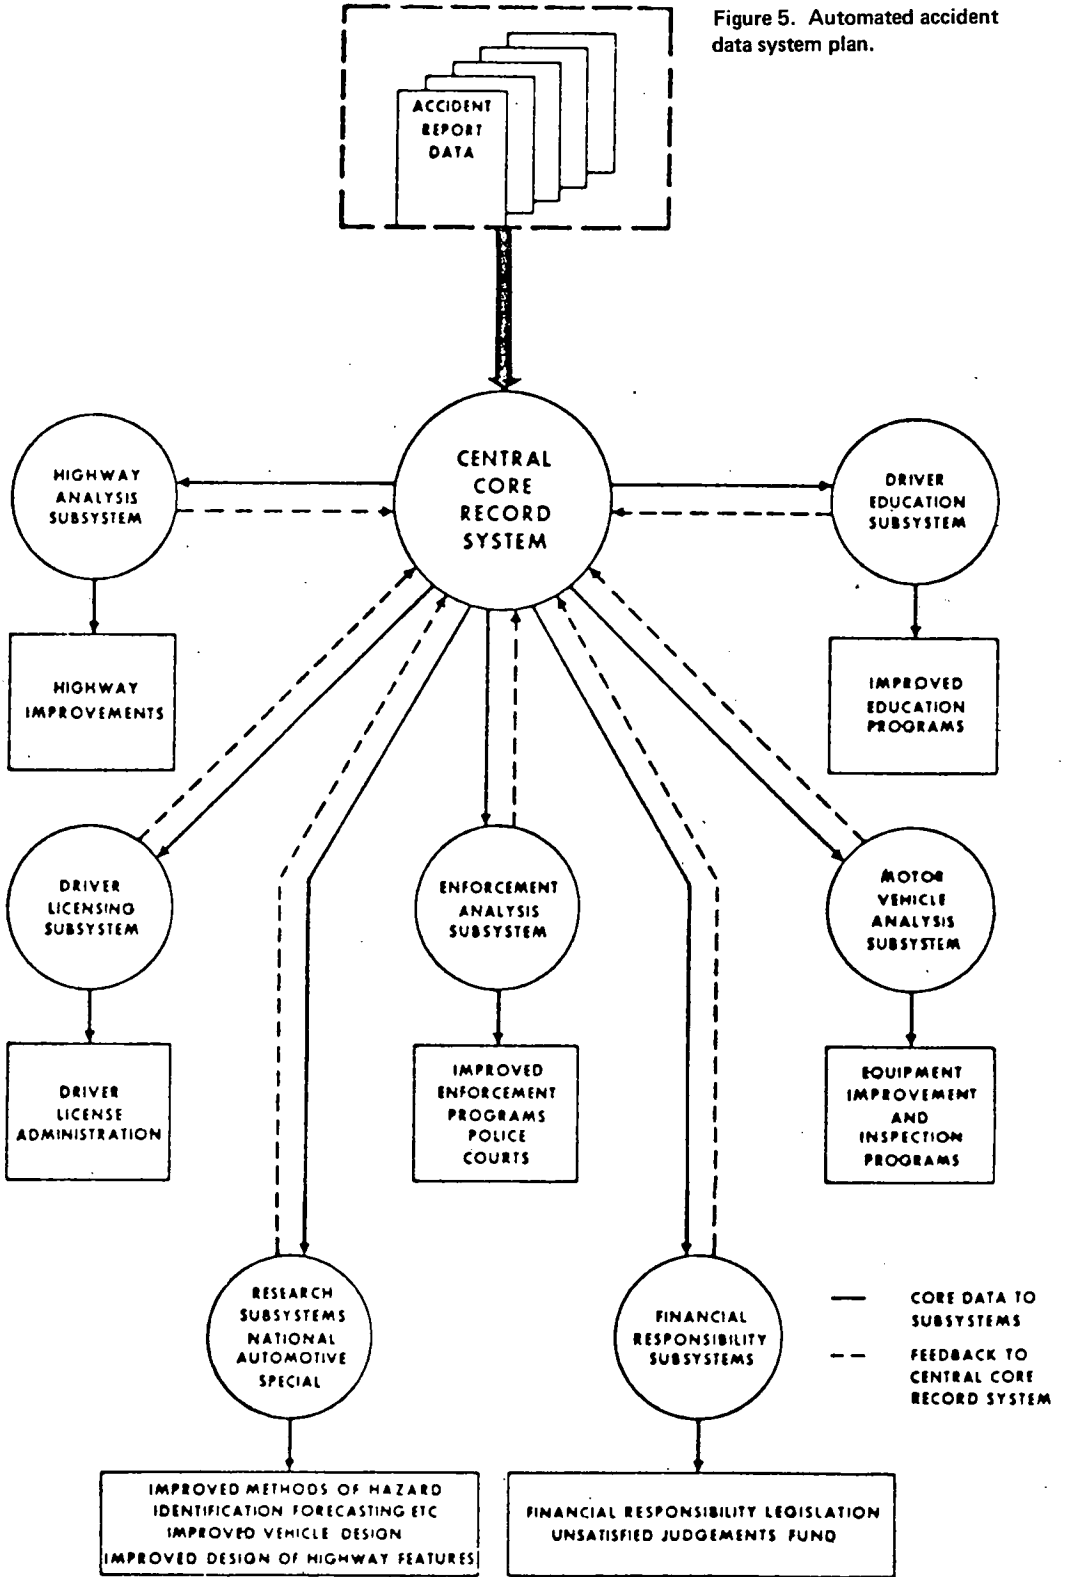 Figure 5. Automated accident
data system plan.
ACCIDENT
REPORT
DATA
CENTRAL
CORE
RECORD
SYSTEM
HIGHWAY
ANALYSIS
SUBSYSTEM
DRIVER
EDUCATION
SUBSYSTEM
HIGHWAY
IMPROVEMENTS
IMPROVED
EDUCATION
PROGRAMS
DRIVER
LICENSING
SUBSYSTEM
ENFORCEMENT
ANALYSIS
SUBSYSTEM
MOTOR
VEHICLE
ANALYSIS
SUBSYSTEM
DRIVER
LICENSE
ADMINISTRATION
IMPROVED
ENFORCEMENT
PROGRAMS
POLICE
COURTS
EQUIPMENT
IMPROVEMENT
AND
INSPECTION
PROGRAMS
RESEARCH
SUBSYSTEMS
NATIONAL
AUTOMOTIVE
SPECIAL
FINANCIAL
RESPONSIBILITY
SUBSYSTEMS
CORE DATA TO
SUBSYSTEMS
FEEDBACK TO
CENTRAL CORE
RECORD SYSTEM
IMPROVED METHODS OF HAZARD
IDENTIFICATION FORECASTING ETC
IMPROVED VEHICLE DESIGN
IMPROVED DESIGN OF HIGHWAY FEATURES
FINANCIAL RESPONSIBILITY LEGISLATION
UNSATISFIED JUDGEMENTS FUND